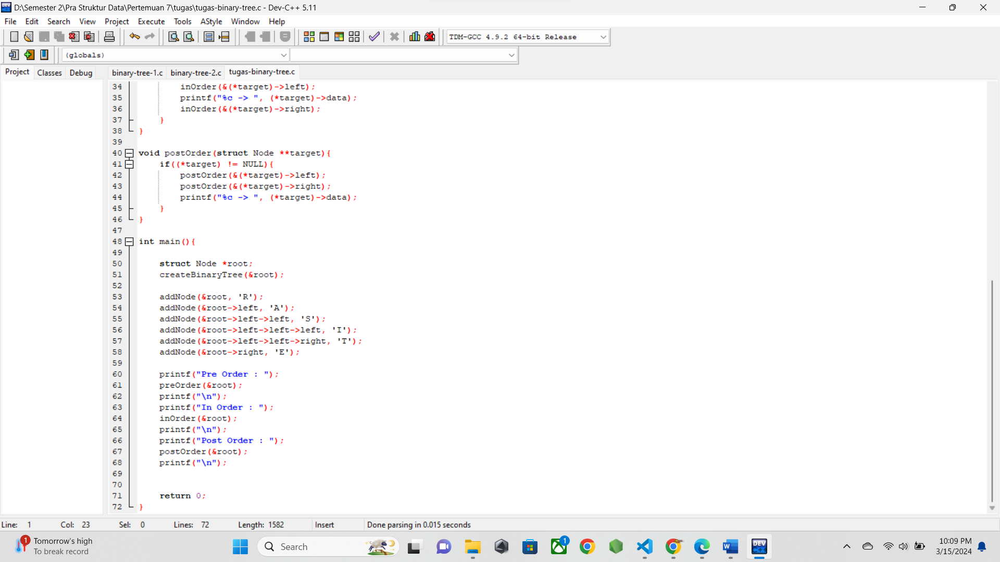 D:\Semester 2\Pra Struktur Data\Pertemuan 7\tugas\tugas-binary-tree.c - Dev-C++ 5.11
File Edit Search View Project Execute Tools AStyle Window Help
TDM-GCC 4.9.2 64-bit Release
(globals)
Project Classes Debug binary-tree-1.c binary-tree-2.c tugas-binary-tree.c
34 inOrder(&(*target)->left);
35 printf("%c -> ", (*target)->data);
36 inOrder(&(*target)->right);
37 }
38 }
39
40 void postOrder(struct Node **target){
41 if((*target) != NULL){
42 postOrder(&(*target)->left);
43 postOrder(&(*target)->right);
44 printf("%c -> ", (*target)->data);
45 }
46 }
47
48 int main(){
49
50 struct Node *root;
51 createBinaryTree(&root);
52
53 addNode(&root, 'R');
54 addNode(&root->left, 'A');
55 addNode(&root->left->left, 'S');
56 addNode(&root->left->left->left, 'I');
57 addNode(&root->left->left->right, 'T');
58 addNode(&root->right, 'E');
59
60 printf("Pre Order : ");
61 preOrder(&root);
62 printf("\n");
63 printf("In Order : ");
64 inOrder(&root);
65 printf("\n");
66 printf("Post Order : ");
67 postOrder(&root);
68 printf("\n");
69
70
71 return 0;
72 }
Line: 1 Col: 23 Sel: 0 Lines: 72 Length: 1582 Insert Done parsing in 0.015 seconds
1 Tomorrow's high
To break record
Search
1
DEV C++
10:09 PM
3/15/2024